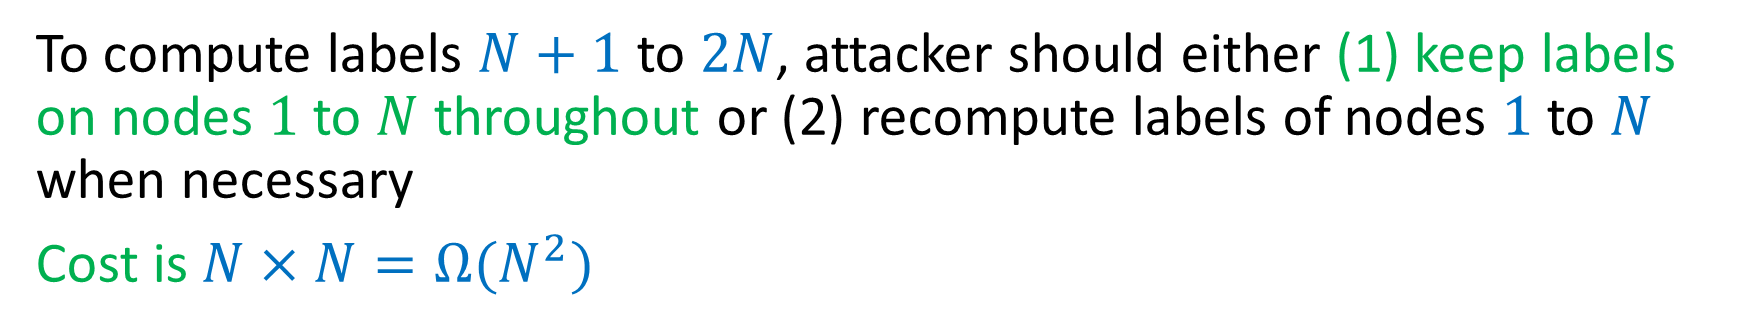 To compute labels N + 1 to 2N, attacker should either (1) keep labels
on nodes 1 to N throughout or (2) recompute labels of nodes 1 to N
when necessary
Cost is N × N = Ω(N²)